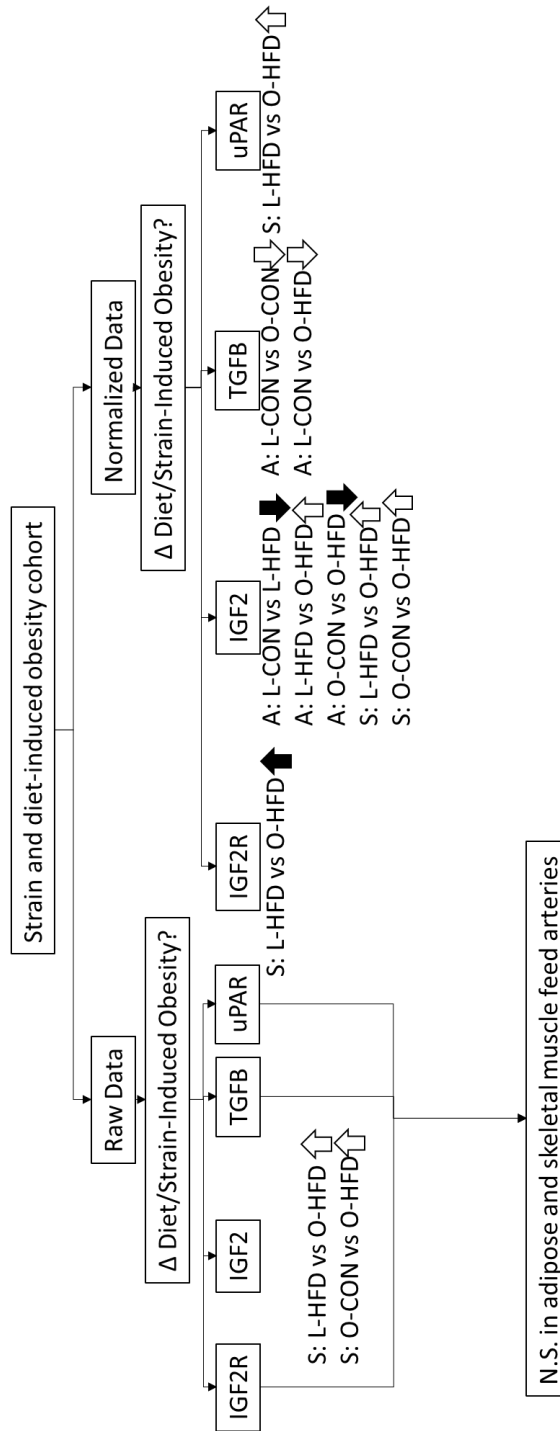 Strain and diet-induced obesity cohort
Raw Data
Normalized Data
Δ Diet/Strain-Induced Obesity?
Δ Diet/Strain-Induced Obesity?
IGF2R
IGF2
TGFB
uPAR
IGF2R
IGF2
TGFB
uPAR
S: L-HFD vs O-HFD
S: O-CON vs O-HFD
S: L-HFD vs O-HFD
A: L-CON vs L-HFD
A: L-HFD vs O-HFD
A: O-CON vs O-HFD
S: L-HFD vs O-HFD
S: O-CON vs O-HFD
A: L-CON vs O-CON
A: L-CON vs O-HFD
S: L-HFD vs O-HFD
N.S. in adipose and skeletal muscle feed arteries